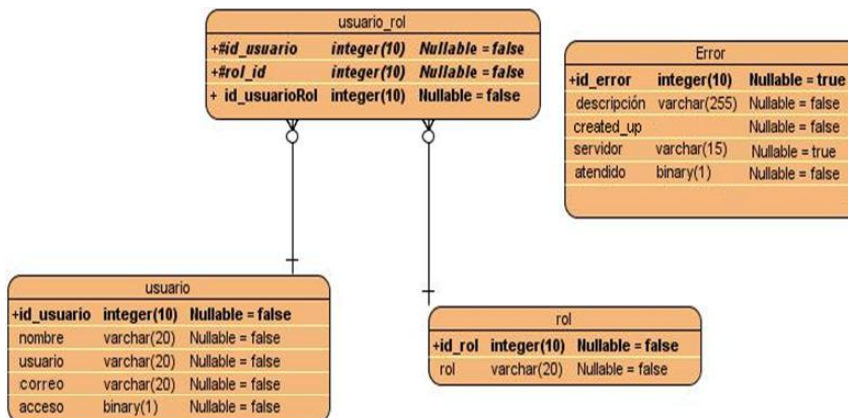 usuario_rol
+#id_usuario integer(10) Nullable = false
+#rol_id integer(10) Nullable = false
+ id_usuarioRol integer(10) Nullable = false
Error
+id_error integer(10) Nullable = true
descripción varchar(255) Nullable = false
created_up Nullable = false
servidor varchar(15) Nullable = true
atendido binary(1) Nullable = false
usuario
+id_usuario integer(10) Nullable = false
nombre varchar(20) Nullable = false
usuario varchar(20) Nullable = false
correo varchar(20) Nullable = false
acceso binary(1) Nullable = false
rol
+id_rol integer(10) Nullable = false
rol varchar(20) Nullable = false